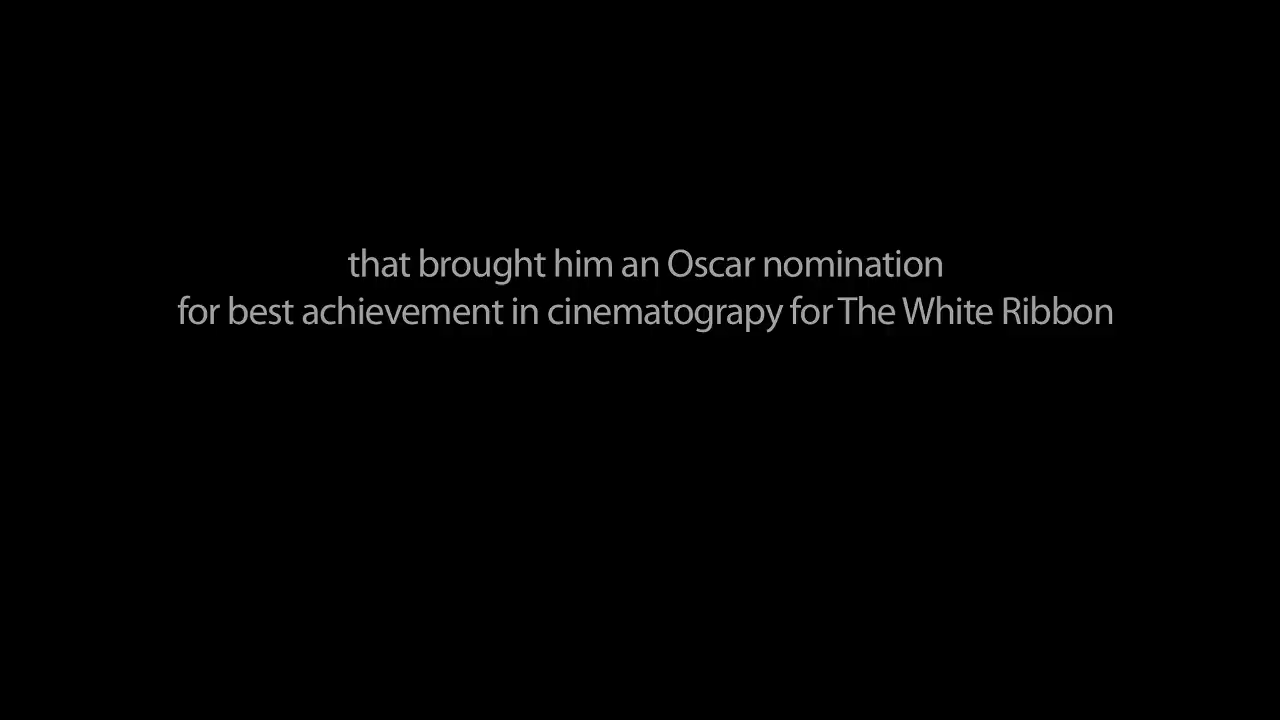 that brought him an Oscar nomination
for best achievement in cinematograpy for The White Ribbon